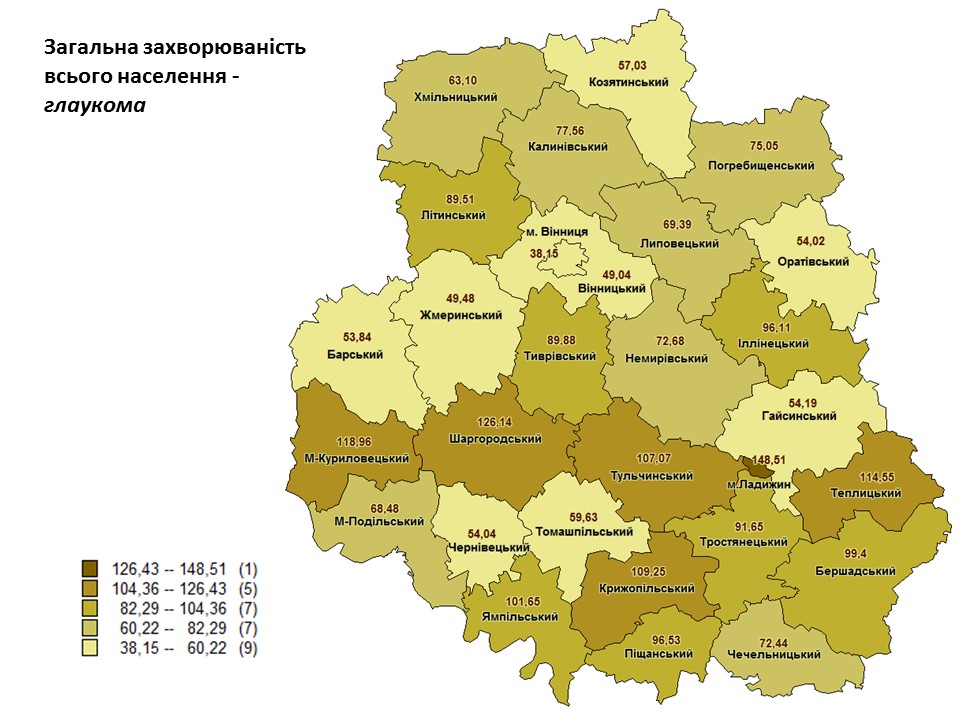 Загальна захворюваність
всього населення -
глаукома
57,03
Козятинський
63,10
Хмільницький
77,56
Калинівський
75,05
Погребищенський
89,51
Літинський
69,39
Липовецький
м. Вінниця
38,15
54,02
Оратівський
49,04
Вінницький
49,48
Жмеринський
53,84
Барський
89,88
Тиврівський
72,68
Немирівський
96,11
Іллінецький
54,19
Гайсинський
126,14
Шаргородський
118,96
М-Куриловецький
107,07
Тульчинський
148,51
м.Ладижин
114,55
Теплицький
68,48
М-Подільський
54,04
Чернівецький
59,63
Томашпільський
91,65
Тростянецький
99,4
Бершадський
109,25
Крижопільський
101,65
Ямпільський
96,53
Піщанський
72,44
Чечельницький
126,43 -- 148,51 (1)
104,36 -- 126,43 (5)
82,29 -- 104,36 (7)
60,22 -- 82,29 (7)
38,15 -- 60,22 (9)